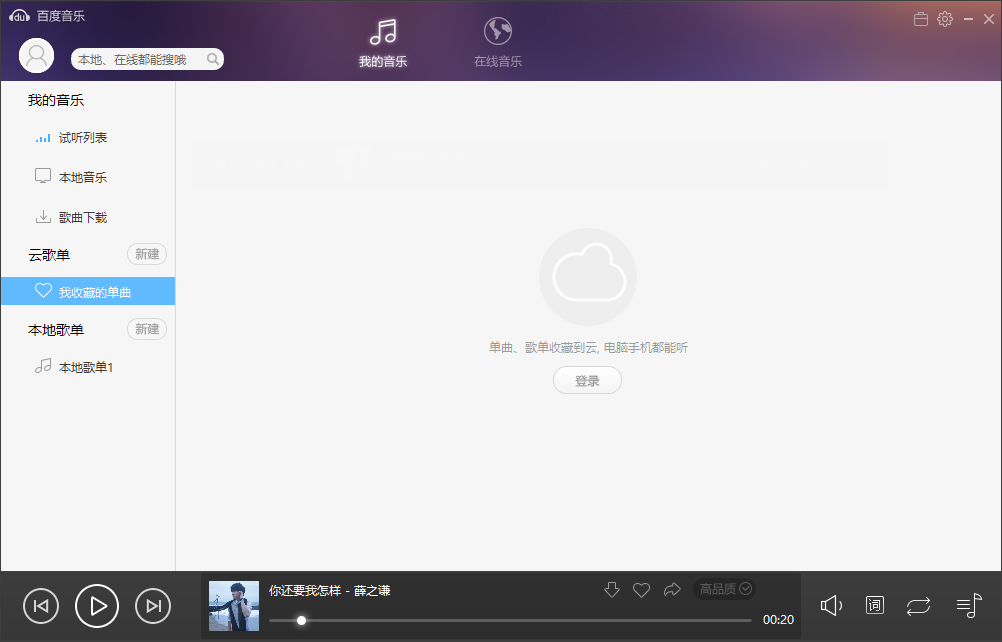 du 百度音乐
本地、在线都能搜哦
我的音乐
在线音乐
我的音乐
试听列表
本地音乐
歌曲下载
云歌单 新建
我收藏的单曲
本地歌单 新建
本地歌单1
单曲、歌单收藏到云, 电脑手机都能听
登录
你还要我怎样 - 薛之谦
高品质
00:20
词